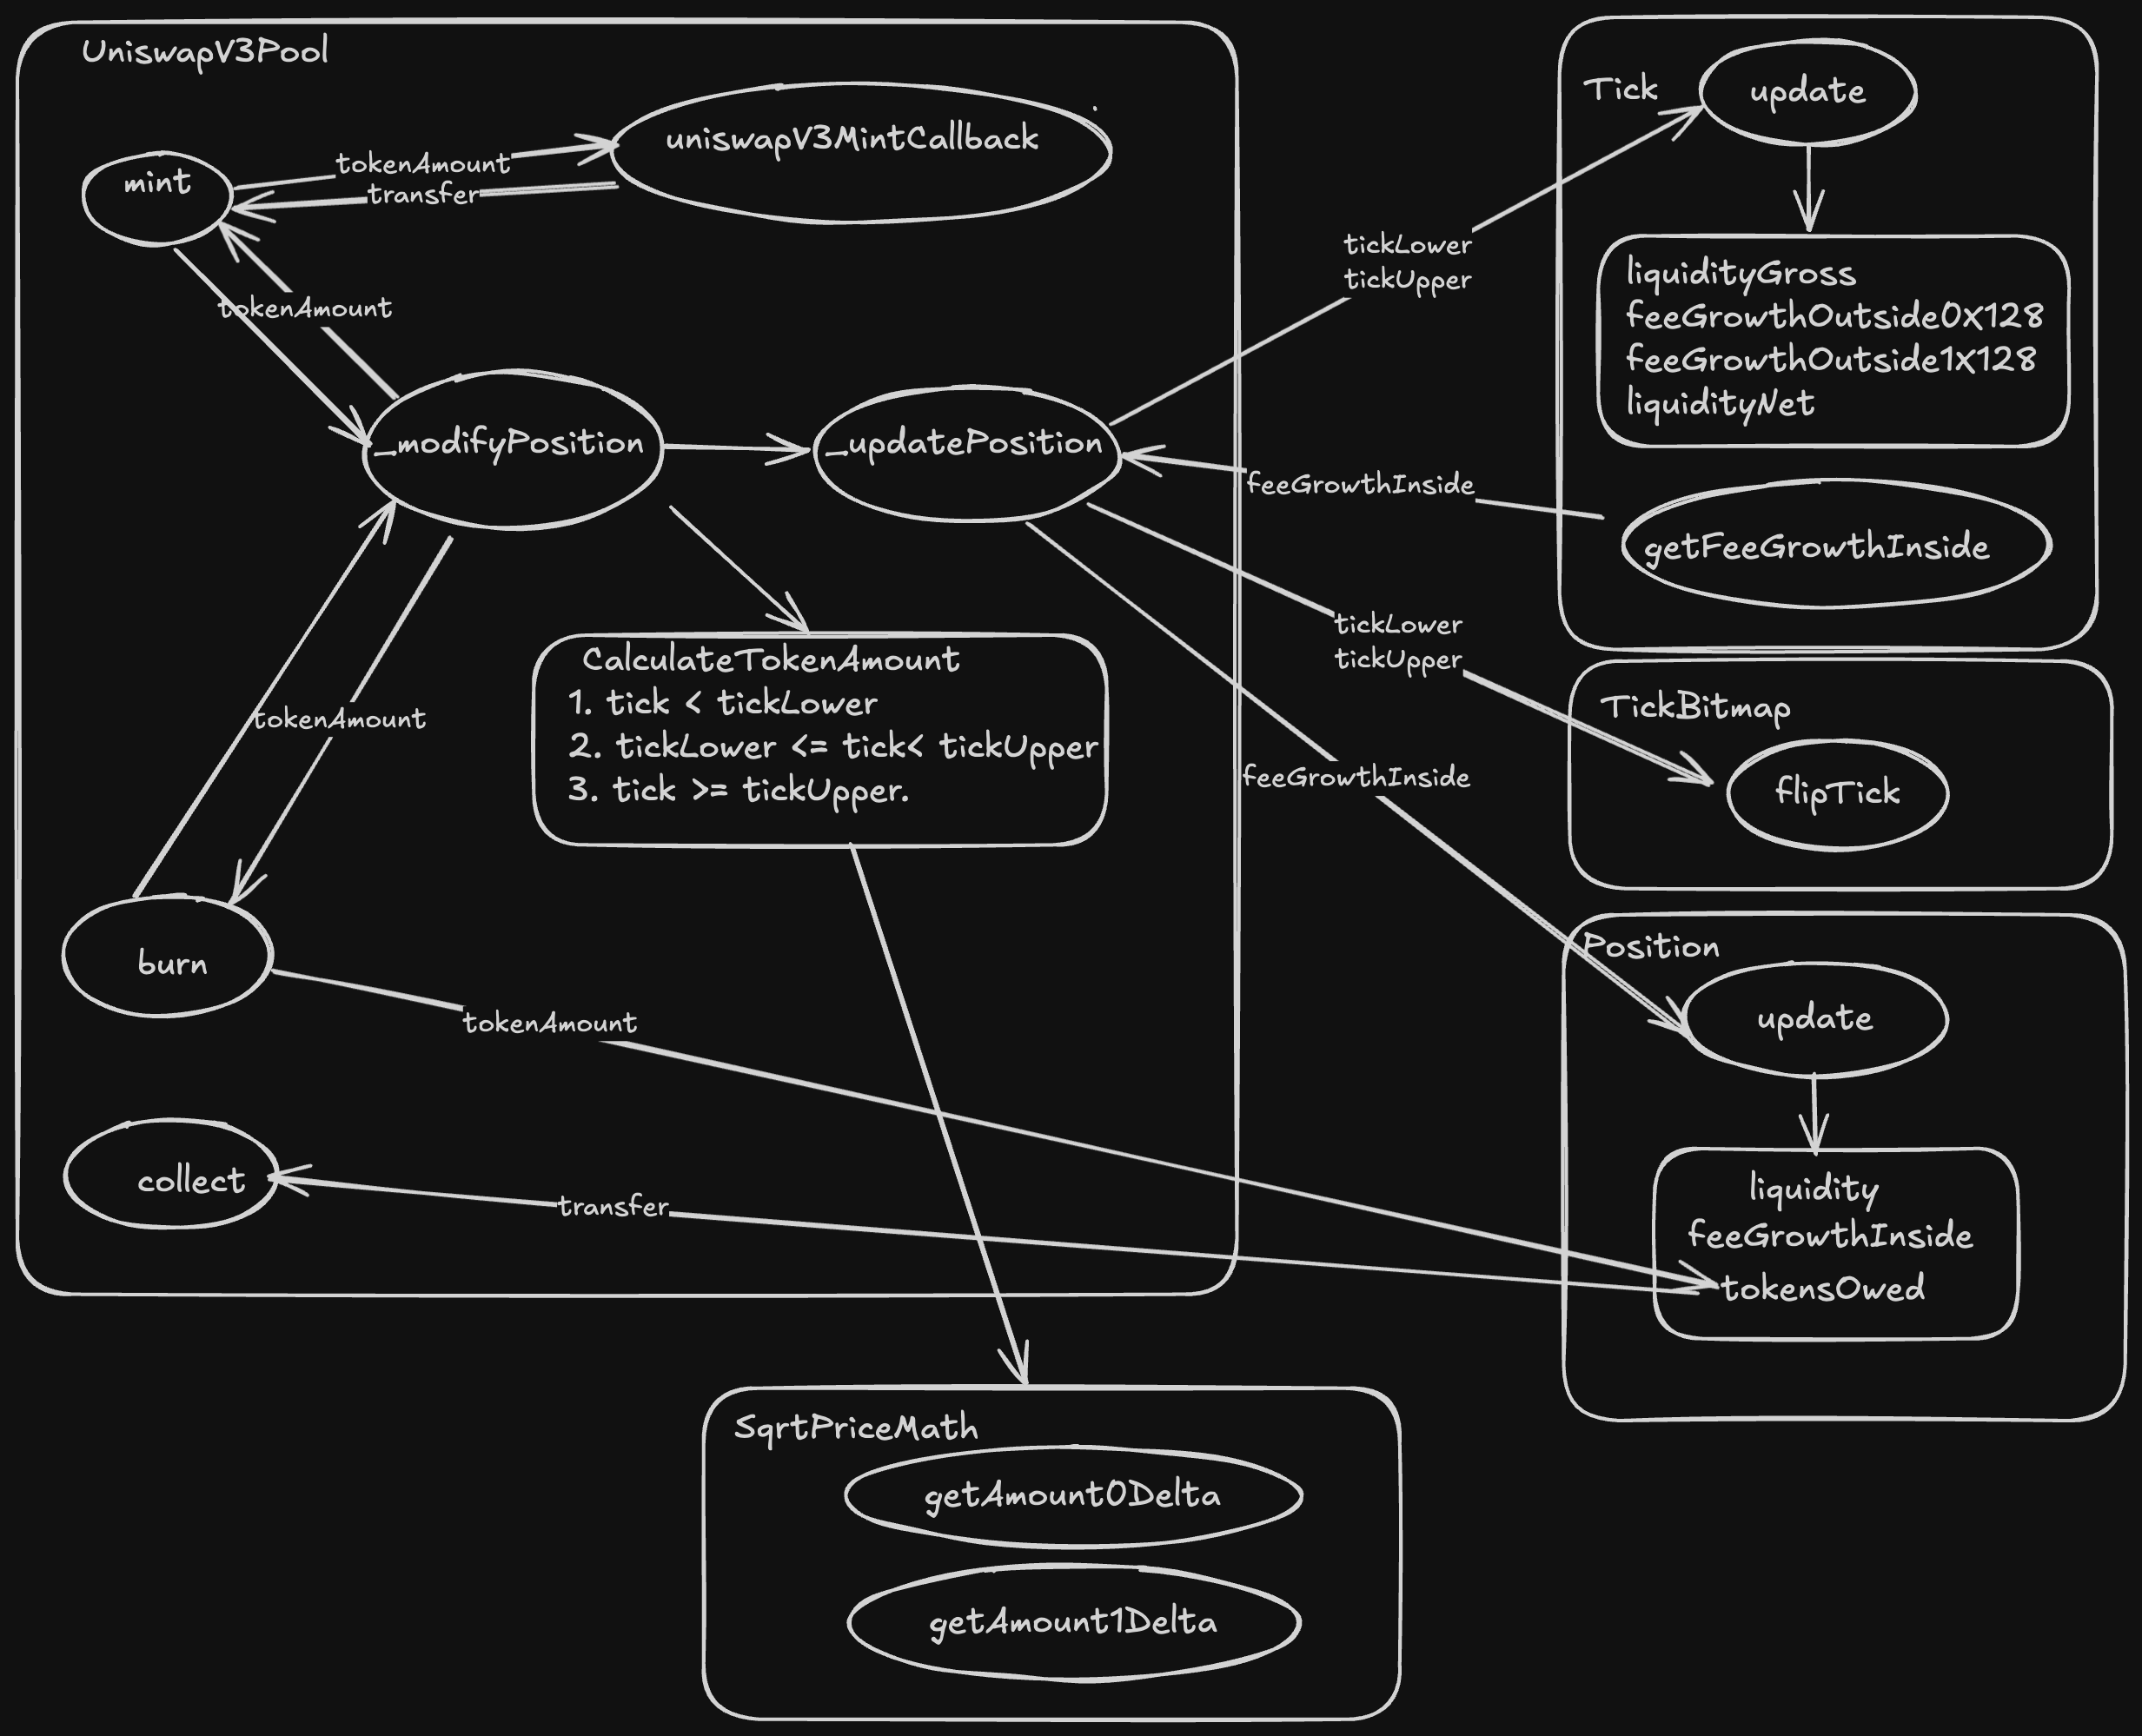 UniswapV3Pool
mint
tokenAmount
transfer
uniswapV3MintCallback
tokenAmount
_modifyPosition
_updatePosition
CalculateTokenAmount
1. tick < tickLower
2. tickLower <= tick< tickUpper
3. tick >= tickUpper.
tokenAmount
burn
tokenAmount
collect
transfer
tickLower
tickUpper
feeGrowthInside
tickLower
tickUpper
feeGrowthInside
Tick
update
liquidityGross
feeGrowthOutside0X128
feeGrowthOutside1X128
liquidityNet
getFeeGrowthInside
TickBitmap
flipTick
Position
update
liquidity
feeGrowthInside
tokensOwed
SqrtPriceMath
getAmount0Delta
getAmount1Delta